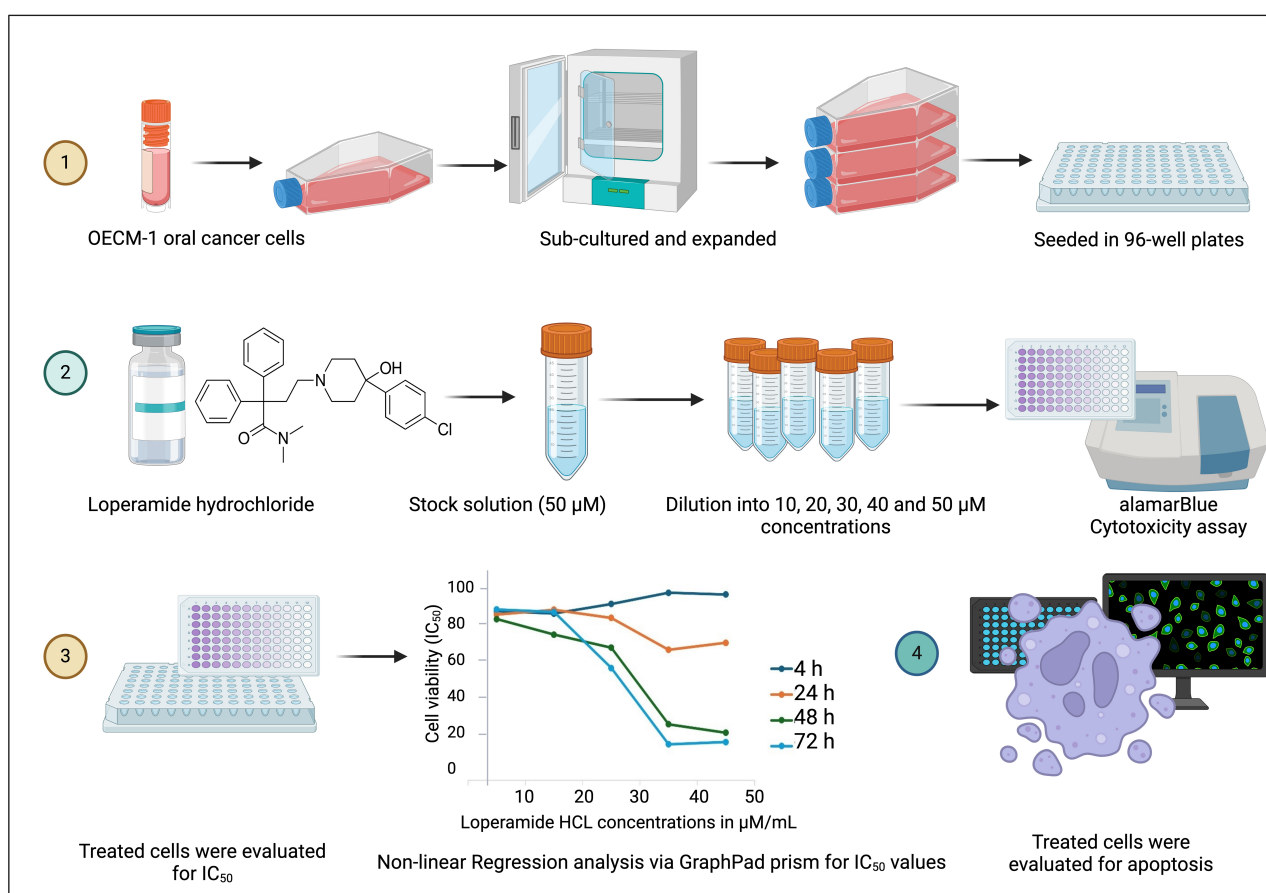 1
OECM-1 oral cancer cells
Sub-cultured and expanded
Seeded in 96-well plates
2
OH
N
O
N
Cl
Loperamide hydrochloride
Stock solution (50 µM)
Dilution into 10, 20, 30, 40 and 50 µM
concentrations
alamarBlue
Cytotoxicity assay
3
Cell viability (IC50)
100
80
60
40
20
0
10 20 30 40 50
Loperamide HCL concentrations in µM/mL
4 h
24 h
48 h
72 h
4
Treated cells were evaluated
for IC50
Non-linear Regression analysis via GraphPad prism for IC50 values
Treated cells were
evaluated for apoptosis